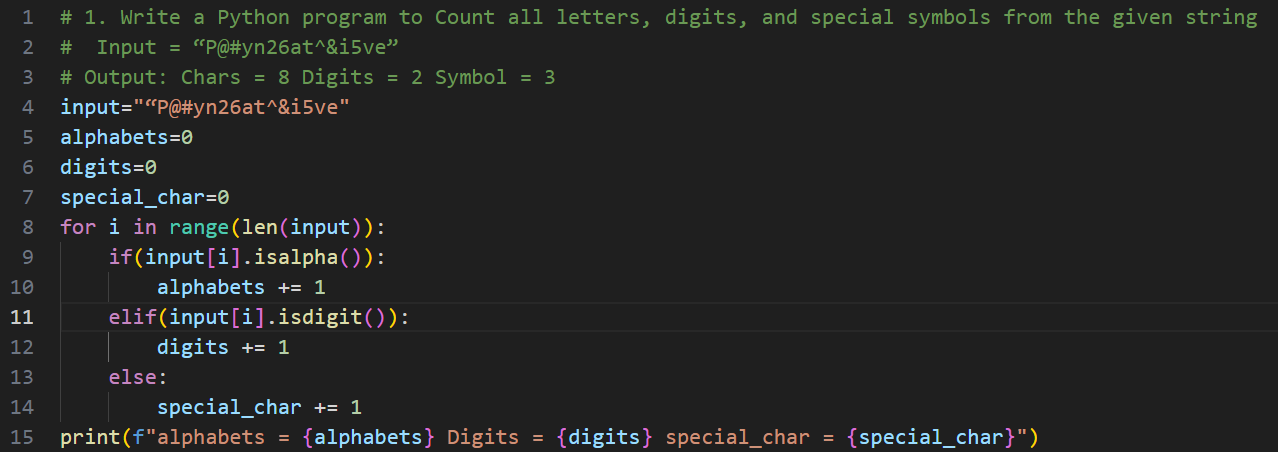 1 # 1. Write a Python program to Count all letters, digits, and special symbols from the given string
2 #  Input = “P@#yn26at^&i5ve”
3 # Output: Chars = 8 Digits = 2 Symbol = 3
4 input="“P@#yn26at^&i5ve"
5 alphabets=0
6 digits=0
7 special_char=0
8 for i in range(len(input)):
9     if(input[i].isalpha()):
10         alphabets += 1
11     elif(input[i].isdigit()):
12         digits += 1
13     else:
14         special_char += 1
15 print(f"alphabets = {alphabets} Digits = {digits} special_char = {special_char}")